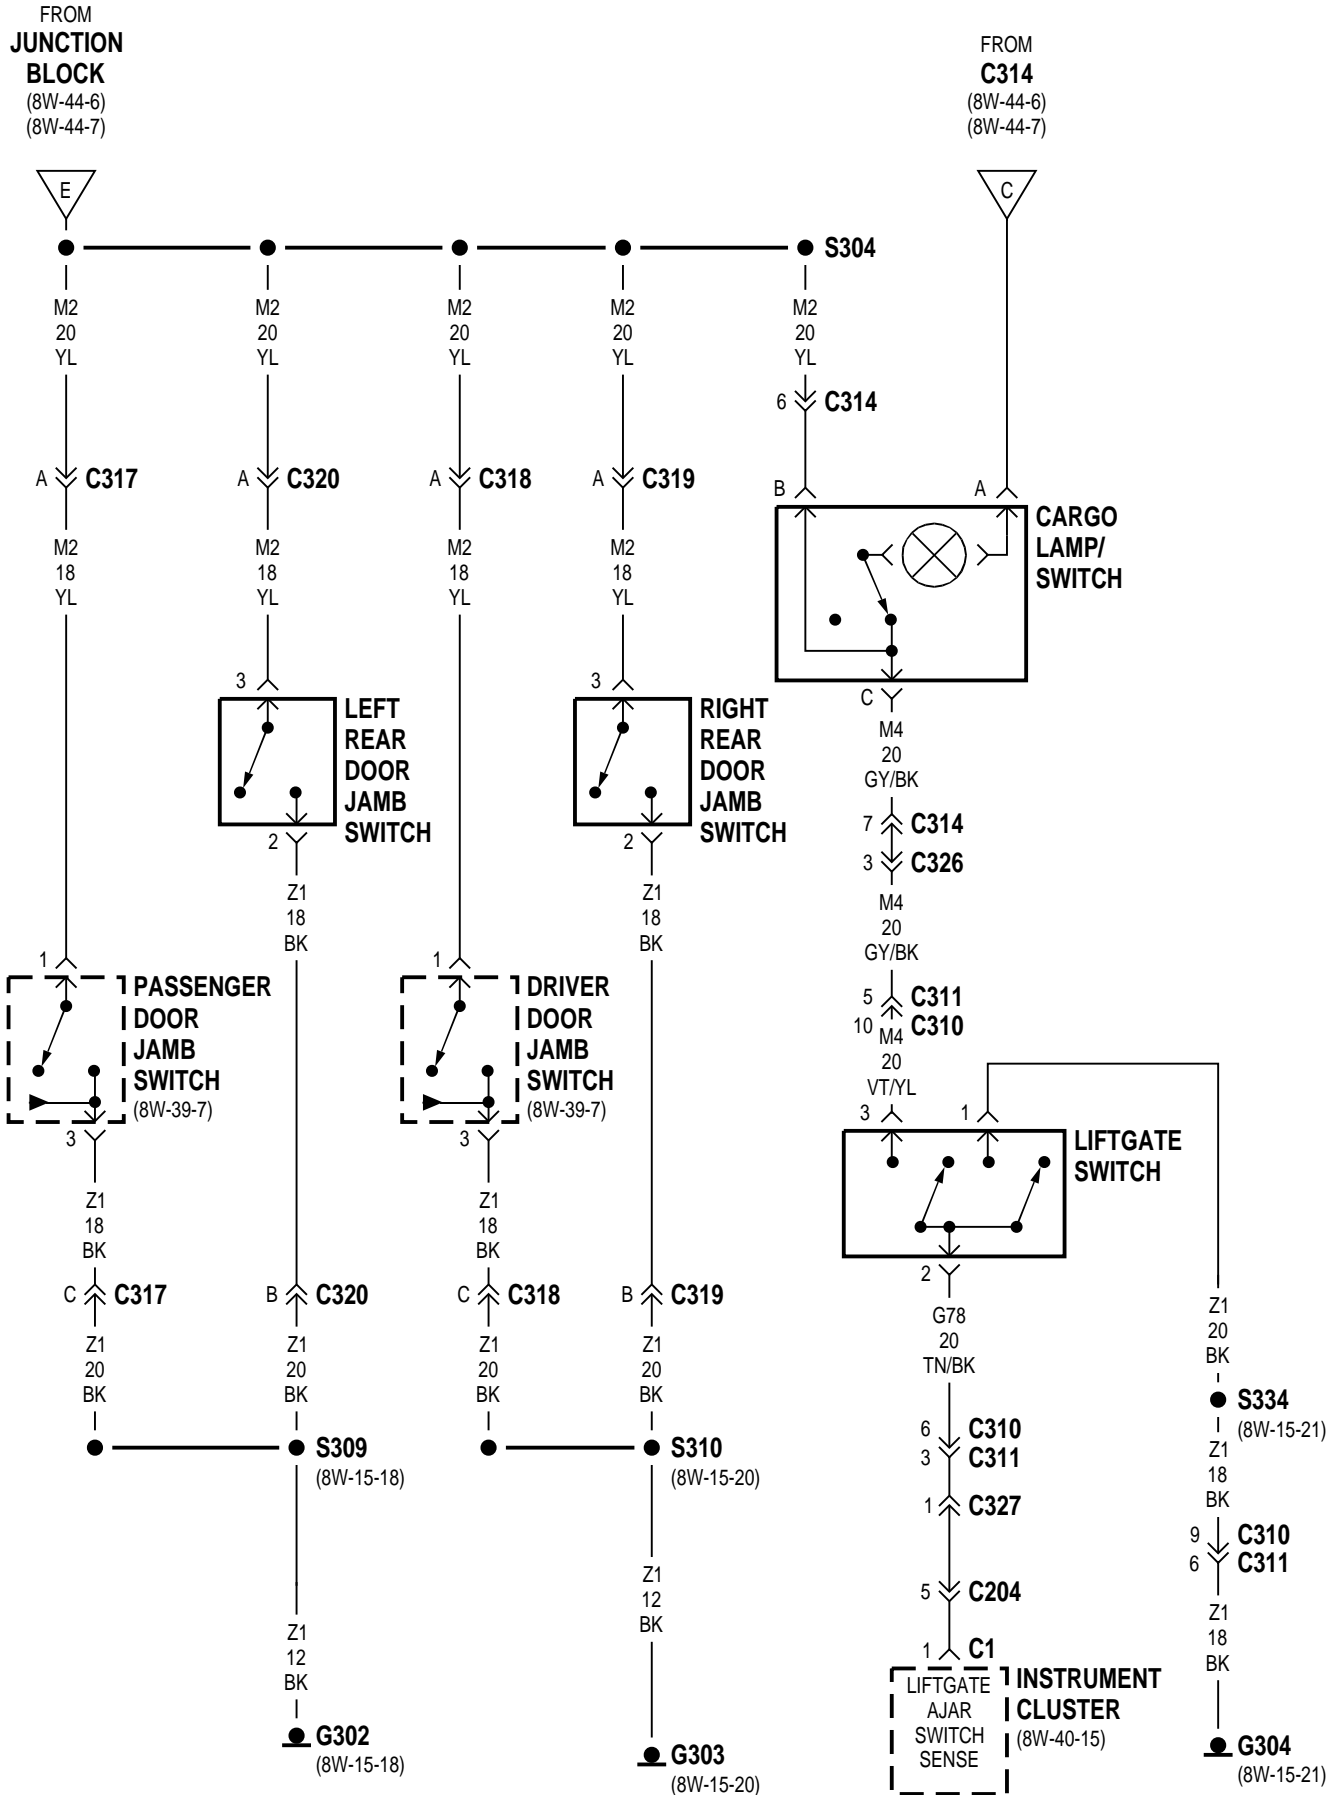 FROM
JUNCTION
BLOCK
(8W-44-6)
(8W-44-7)
E
FROM
C314
(8W-44-6)
(8W-44-7)
C
S304
M2
20
YL
M2
20
YL
M2
20
YL
M2
20
YL
M2
20
YL
6 C314
A C317
A C320
A C318
A C319
M2
18
YL
M2
18
YL
M2
18
YL
M2
18
YL
B
A
CARGO
LAMP/
SWITCH
C
M4
20
GY/BK
7 C314
3 C326
M4
20
GY/BK
5 C311
10 C310
M4
20
VT/YL
3
LEFT
REAR
DOOR
JAMB
SWITCH
2
Z1
18
BK
3
RIGHT
REAR
DOOR
JAMB
SWITCH
2
Z1
18
BK
1
PASSENGER
DOOR
JAMB
SWITCH
(8W-39-7)
3
Z1
18
BK
1
DRIVER
DOOR
JAMB
SWITCH
(8W-39-7)
3
Z1
18
BK
3
1
LIFTGATE
SWITCH
2
G78
20
TN/BK
C C317
B C320
C C318
B C319
Z1
20
BK
Z1
20
BK
Z1
20
BK
Z1
20
BK
S309
(8W-15-18)
S310
(8W-15-20)
Z1
12
BK
G302
(8W-15-18)
Z1
12
BK
G303
(8W-15-20)
6 C310
3 C311
1 C327
5 C204
1 C1
LIFTGATE
AJAR
SWITCH
SENSE
INSTRUMENT
CLUSTER
(8W-40-15)
Z1
20
BK
S334
(8W-15-21)
Z1
18
BK
9 C310
6 C311
Z1
18
BK
G304
(8W-15-21)